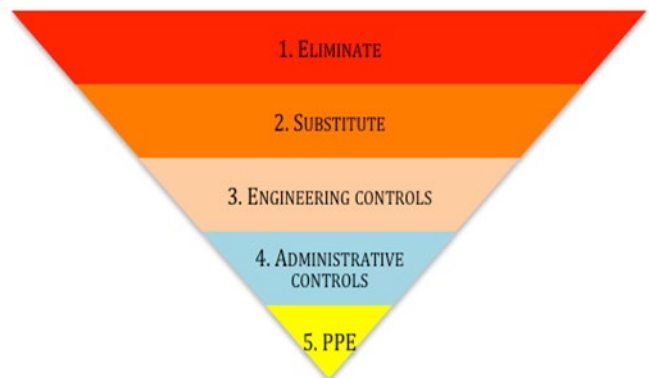 1. ELIMINATE
2. SUBSTITUTE
3. ENGINEERING CONTROLS
4. ADMINISTRATIVE
CONTROLS
5. PPE